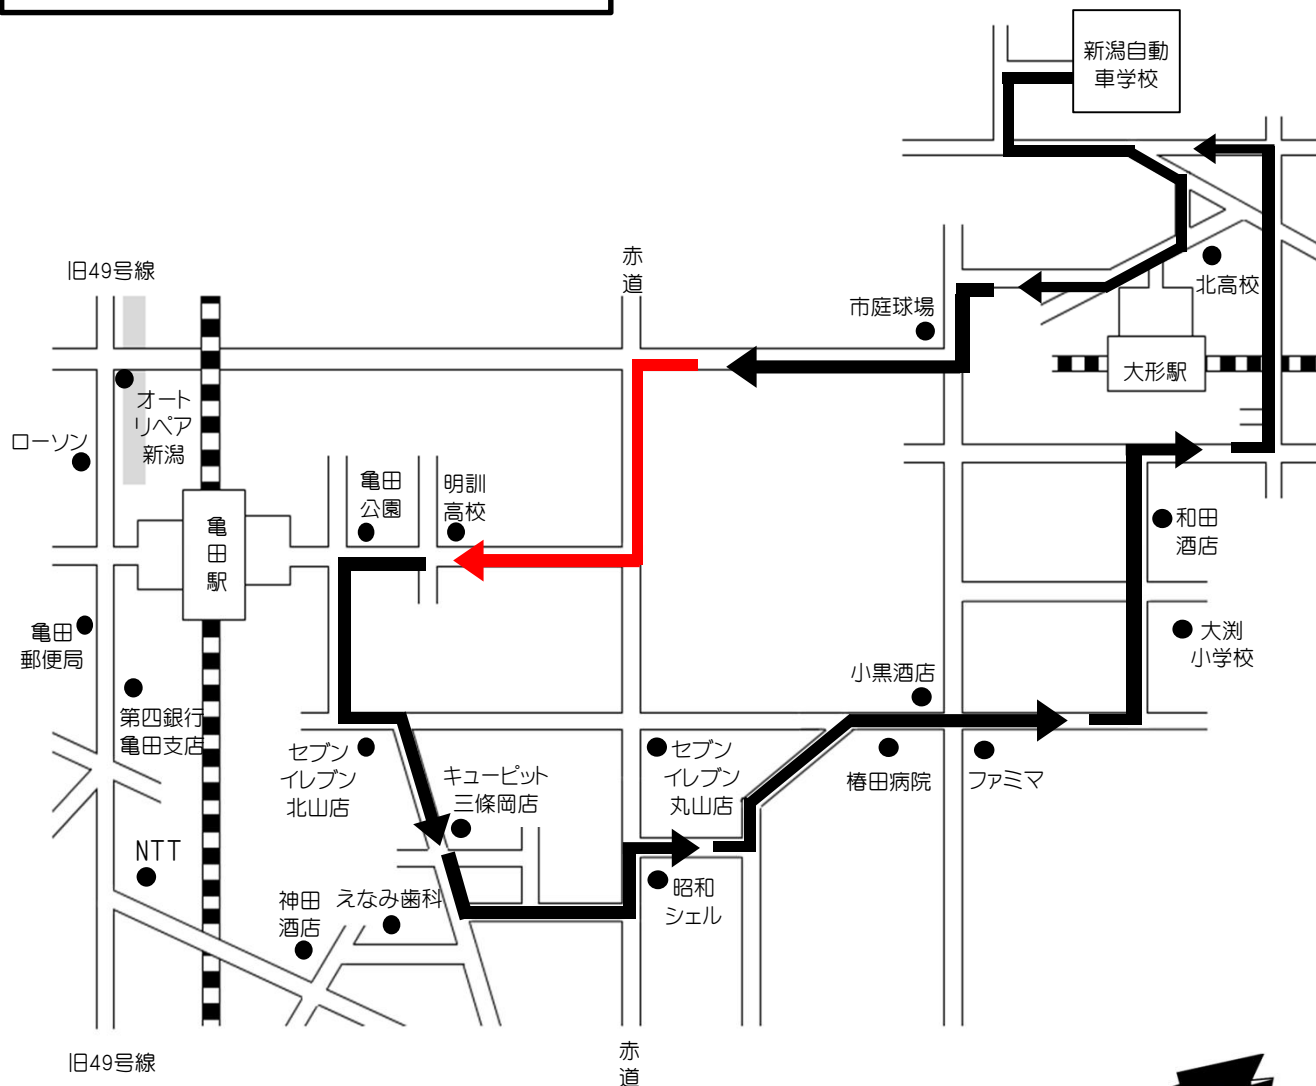 新潟自動
車学校
赤
道
旧49号線
北高校
市庭球場
大形駅
オート
リペア
新潟
ローソン
亀田
公園
明訓
高校
亀
田
駅
和田
酒店
亀田
郵便局
大渕
小学校
小黒酒店
第四銀行
亀田支店
セブン
イレブン
北山店
キューピット
三條岡店
セブン
イレブン
丸山店
椿田病院
ファミマ
NTT
神田
酒店
えなみ歯科
昭和
シェル
旧49号線
赤
道